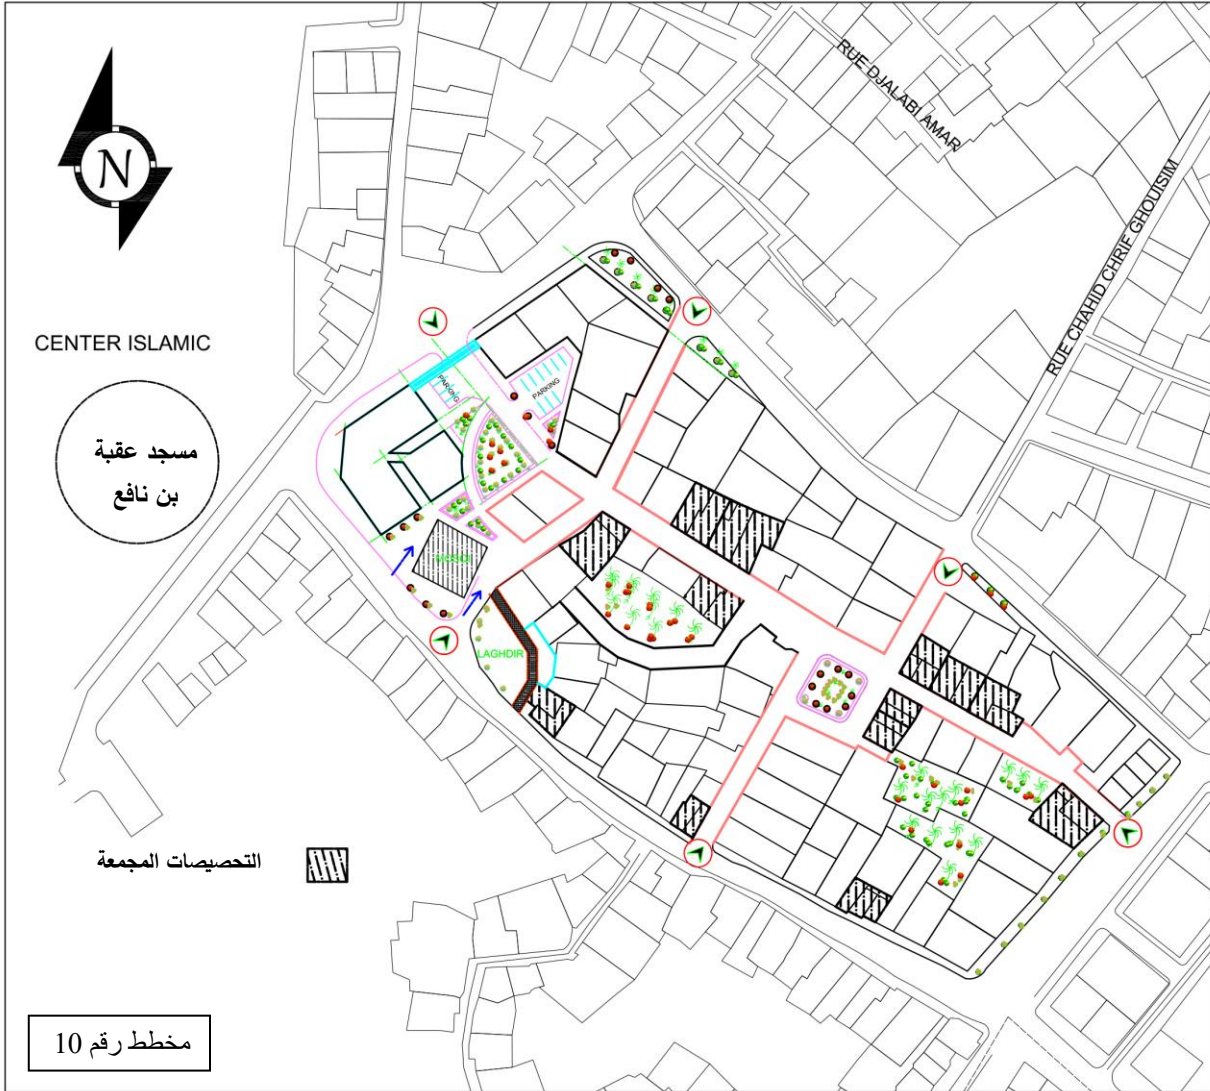 RUE DJALABI AMAR
N
RUE CHAHID CHRIF GHOUISIM
CENTER ISLAMIC
PARKING
PARKING
مسجد عقبة
بن نافع
LAGHDIR
التحصيصات المجمعة
مخطط رقم 10